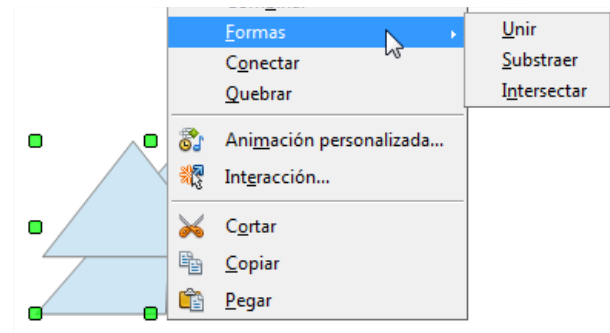 Formas
Unir
Conectar
Substraer
Quebrar
Intersectar
Animación personalizada...
Interacción...
Cortar
Copiar
Pegar